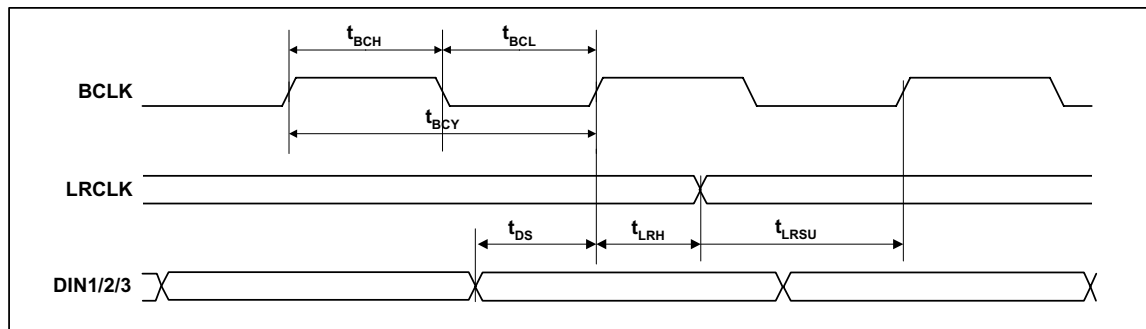 tBCH
tBCL
BCLK
tBCY
LRCLK
tDS
tLRH
tLRSU
DIN1/2/3